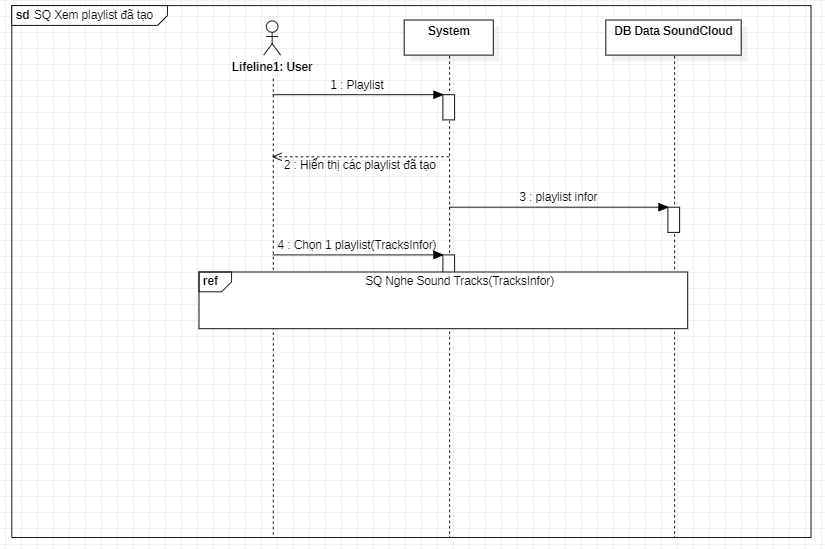 sd SQ Xem playlist đã tạo
System
DB Data SoundCloud
Lifeline1: User
1 : Playlist
2 : Hiển thị các playlist đã tạo
3 : playlist infor
4 : Chọn 1 playlist(TracksInfor)
ref
SQ Nghe Sound Tracks(TracksInfor)